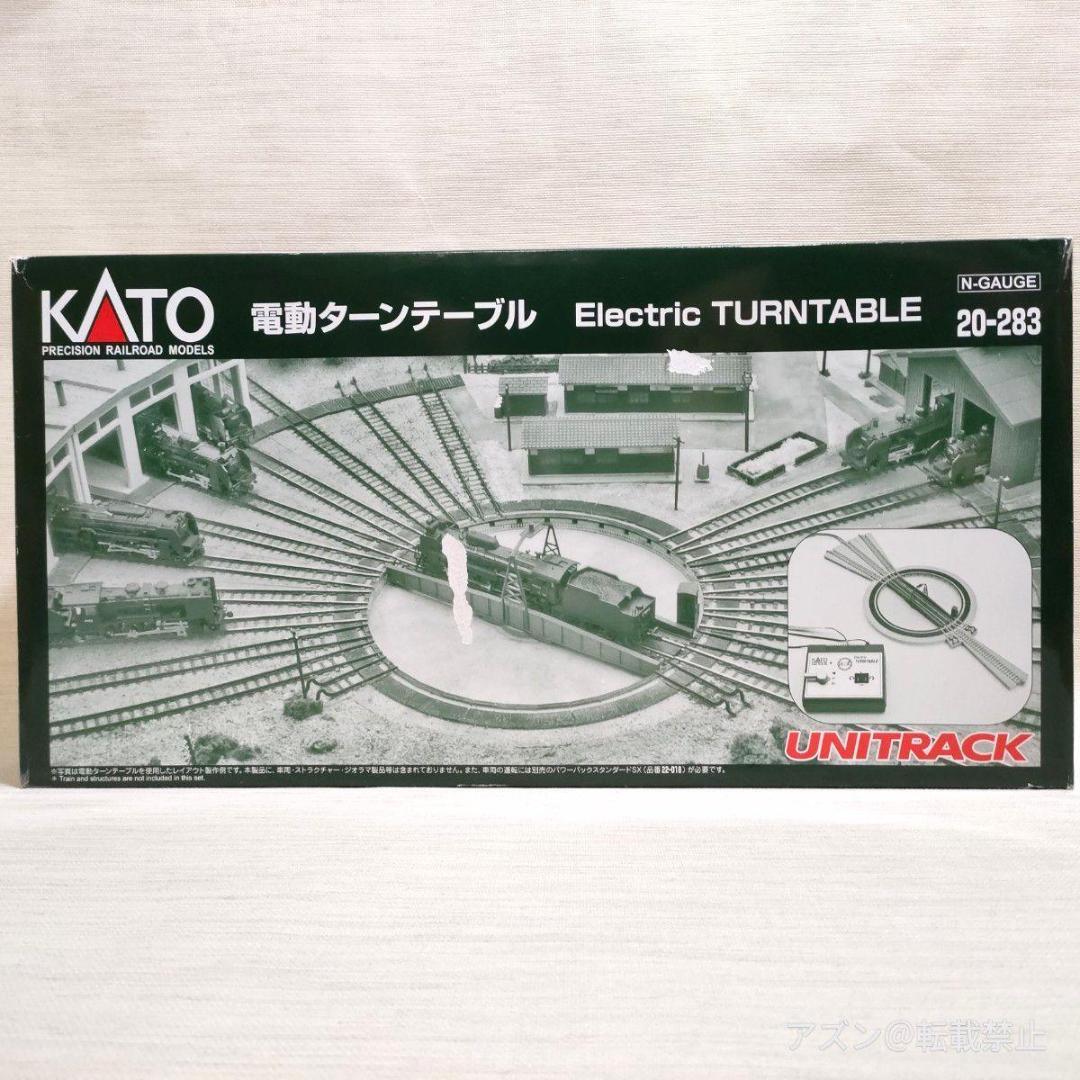 KATO
PRECISION RAILROAD MODELS
電動ターンテーブル Electric TURNTABLE
N-GAUGE
20-283
KATO
Electric
TURNTABLE
UNITRACK
※写真は電動ターンテーブルを使用したレイアウト製作例です。本製品に、車両・ストラクチャー・ジオラマ製品等は含まれておりません。また、車両の運転には別売のパワーパックスタンダードSX(品番22-018)が必要です。
※ Train and structures are not included in this set.
アズン@転載禁止